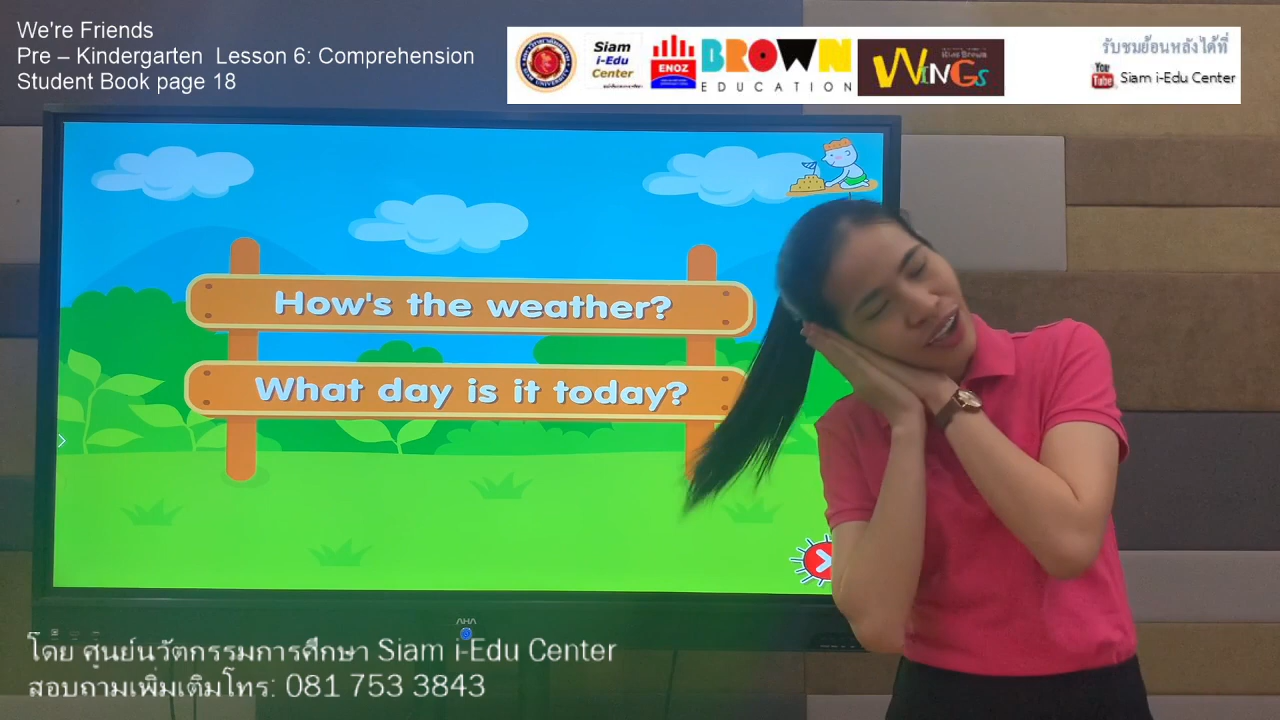 We're Friends
Pre – Kindergarten  Lesson 6: Comprehension
Student Book page 18
Siam
i-Edu
Center
ENOZ
BROWN
EDUCATION
WiNGs
รับชมย้อนหลังได้ที่
You
Tube
Siam i-Edu Center
How's the weather?
What day is it today?
โดย ศูนย์นวัตกรรมการศึกษา Siam i-Edu Center
สอบถามเพิ่มเติมโทร: 081 753 3843